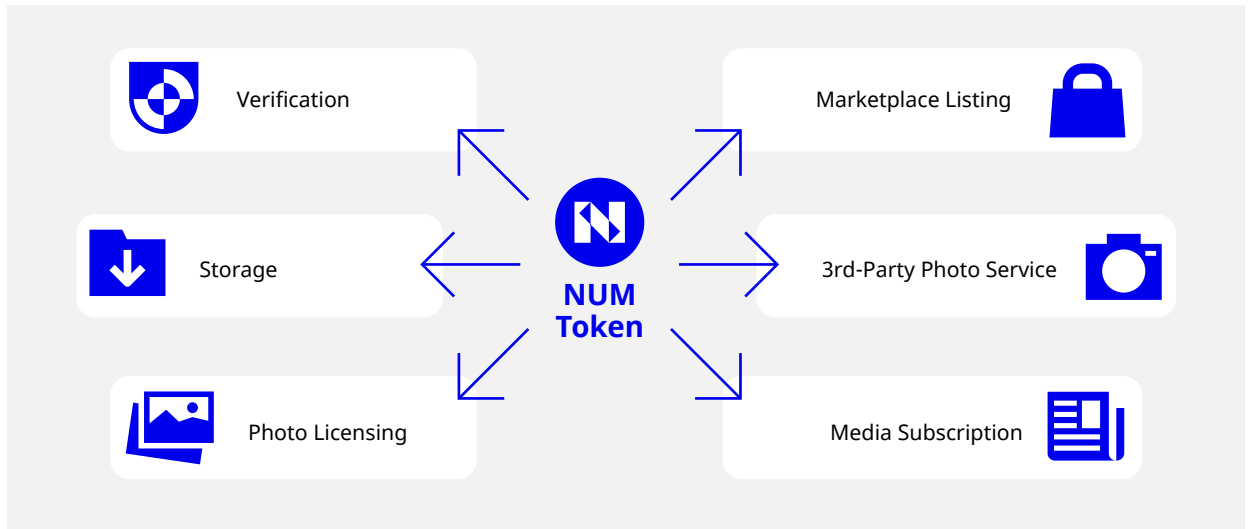 Verification
Marketplace Listing
Storage
NUM
Token
3rd-Party Photo Service
Photo Licensing
Media Subscription